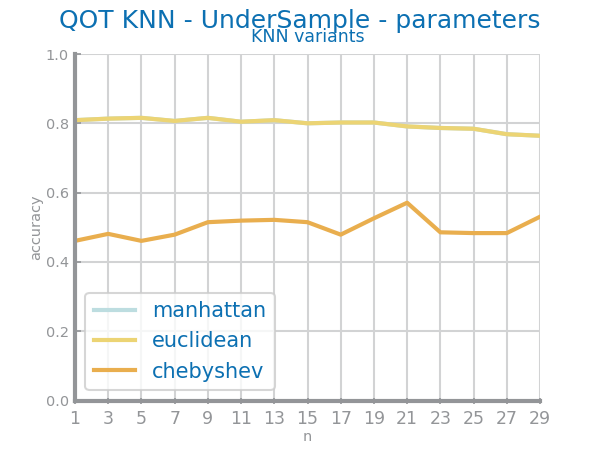 QOT KNN - UnderSample - parameters
KNN variants
1.0
0.8
0.6
0.4
0.2
0.0
accuracy
manhattan
euclidean
chebyshev
1 3 5 7 9 11 13 15 17 19 21 23 25 27 29
n